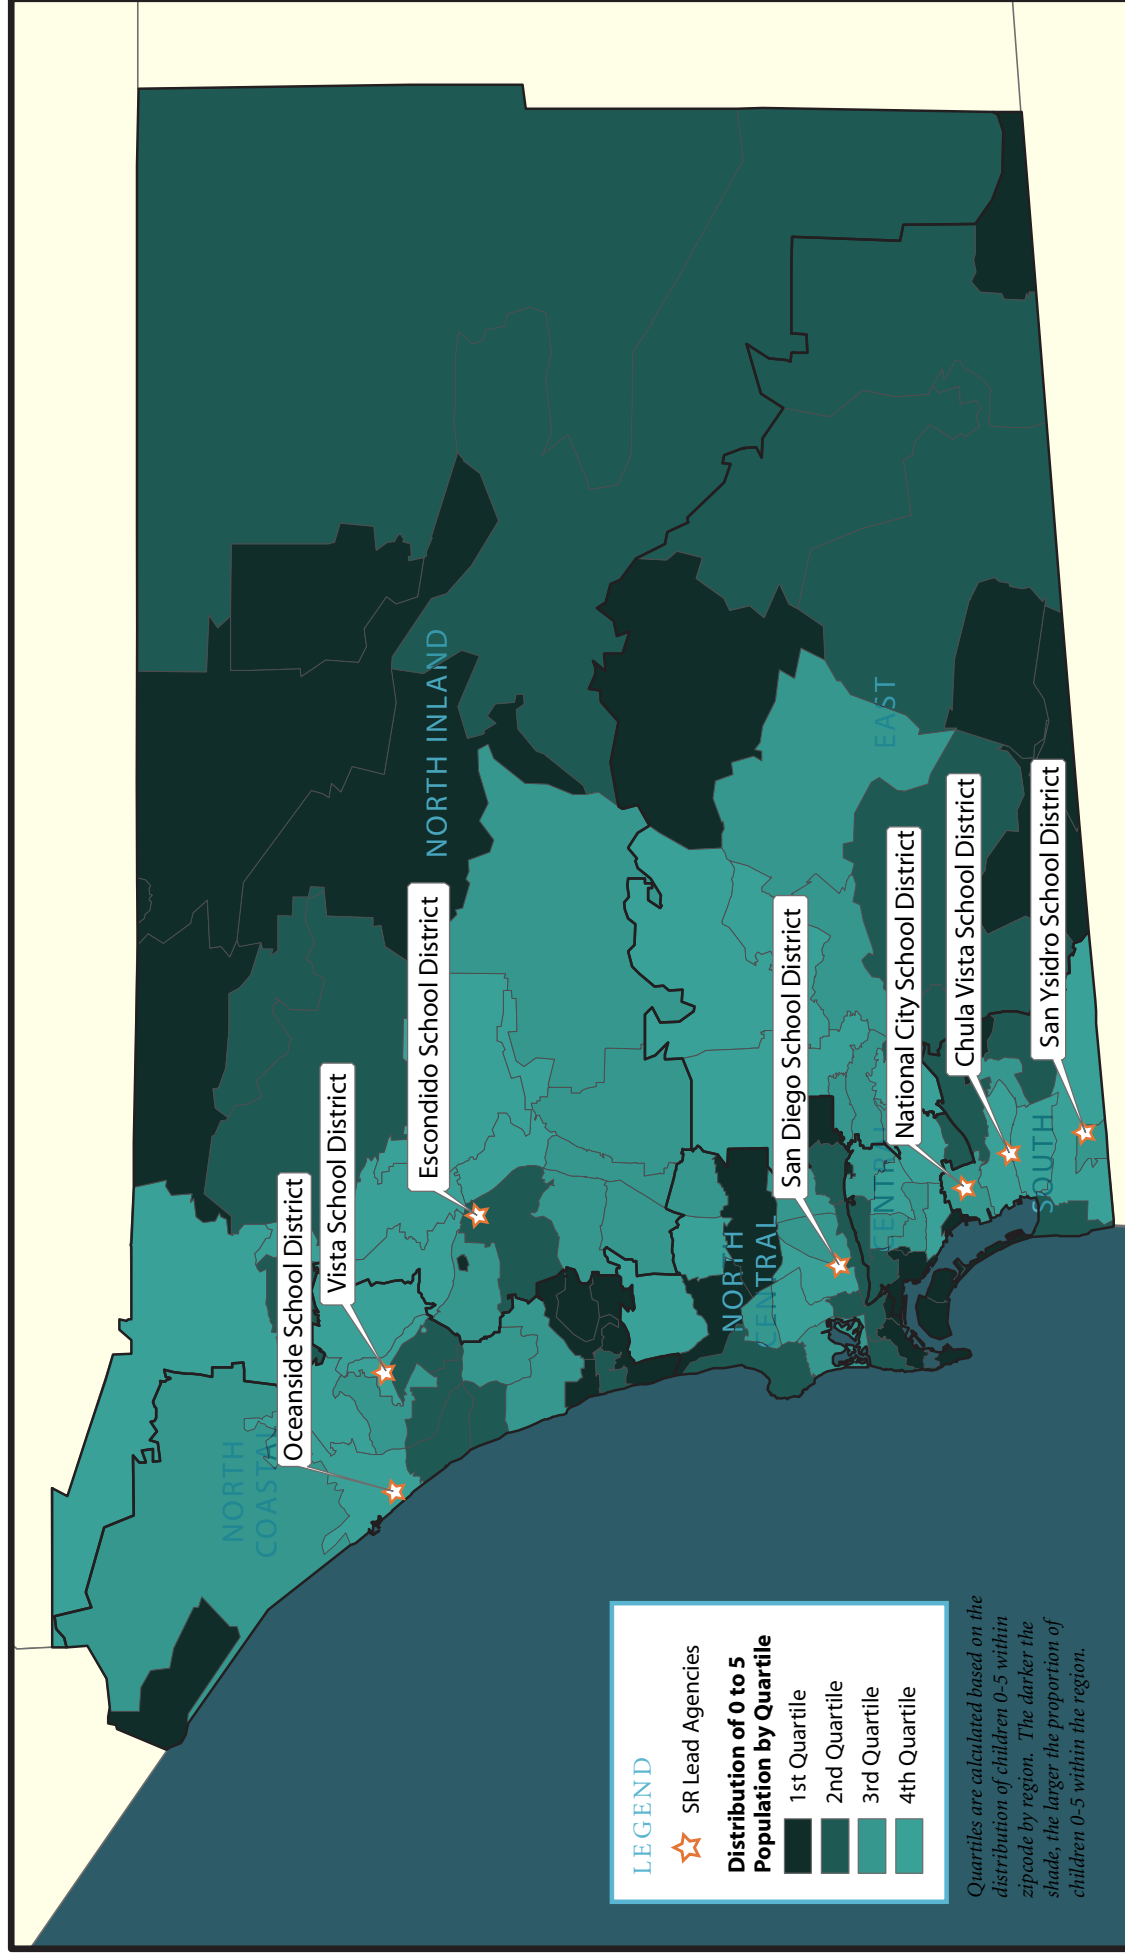 NORTH
COASTAL
Oceanside School District
Vista School District
Escondido School District
NORTH INLAND
NORTH
CENTRAL
San Diego School District
CENTRAL
EAST
National City School District
Chula Vista School District
SOUTH
San Ysidro School District
LEGEND
SR Lead Agencies
Distribution of 0 to 5
Population by Quartile
1st Quartile
2nd Quartile
3rd Quartile
4th Quartile
Quartiles are calculated based on the
distribution of children 0-5 within
zipcode by region. The darker the
shade, the larger the proportion of
children 0-5 within the region.